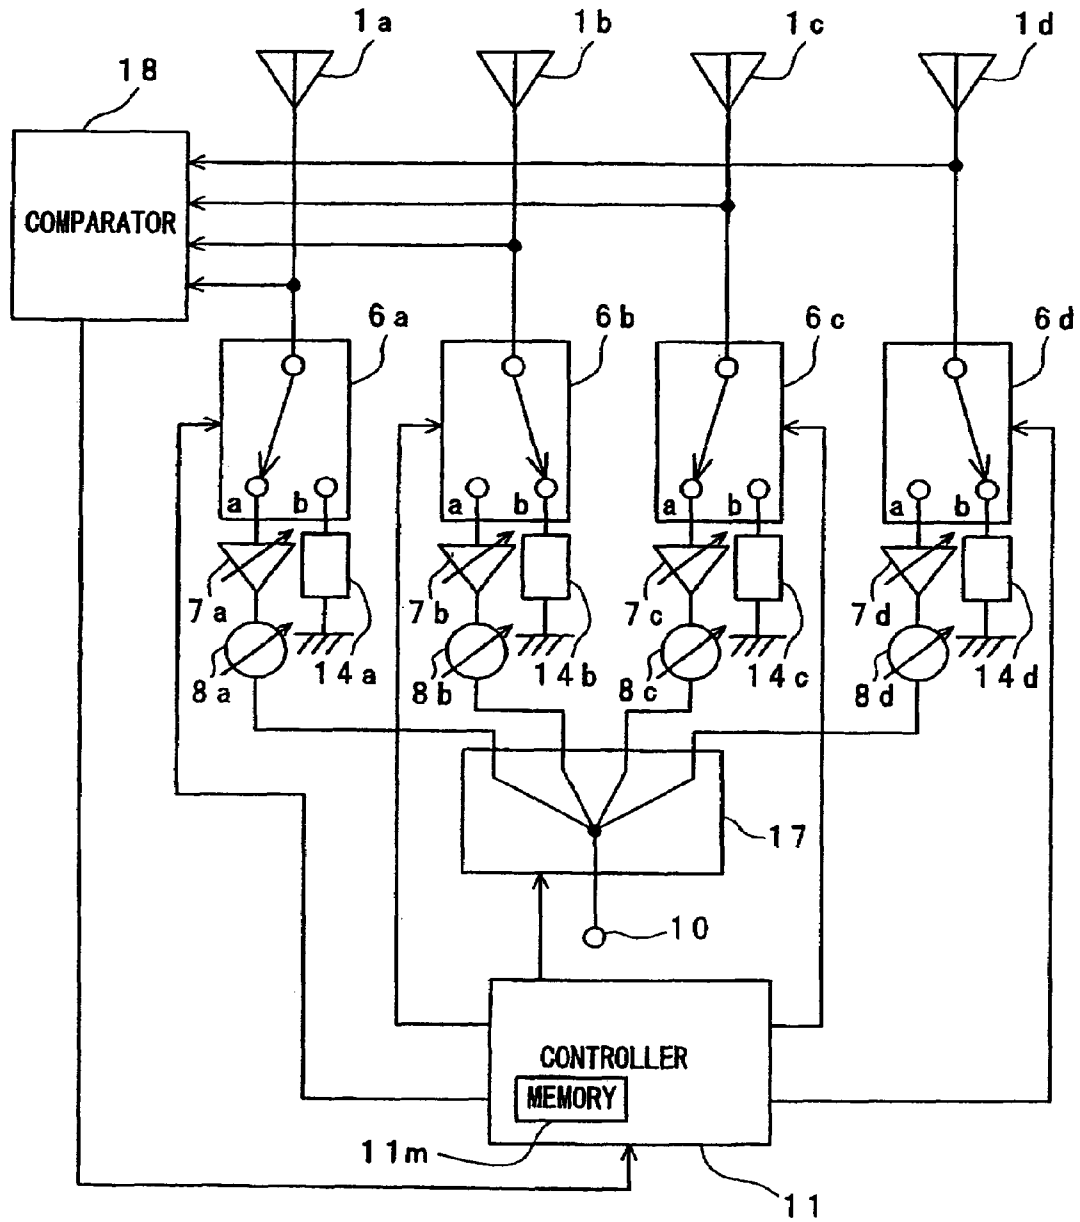 1a 1b 1c 1d
18
COMPARATOR
6a 6b 6c 6d
a b a b a b a b
7a 7b 7c 7d
8a 14a 8b 14b 8c 14c 8d 14d
17
10
CONTROLLER
MEMORY
11m
11